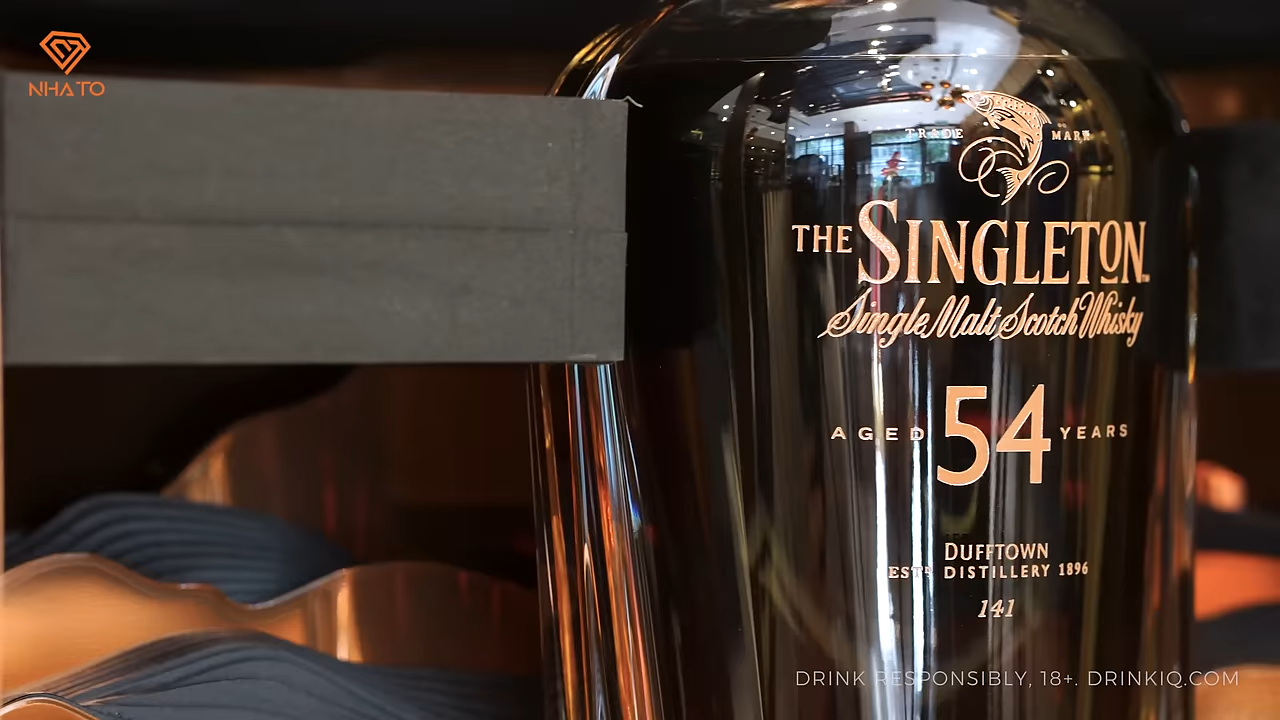 NHATO
TRADE MARK
THE SINGLETON
Single Malt Scotch Whisky
AGED 54 YEARS
DUFFTOWN
ESTD DISTILLERY 1896
141
DRINK RESPONSIBLY, 18+. DRINKIQ.COM